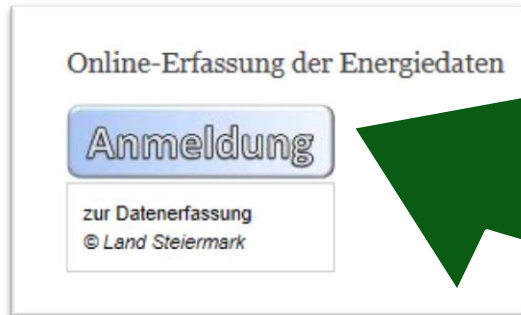 Online-Erfassung der Energiedaten
Anmeldung
zur Datenerfassung
© Land Steiermark